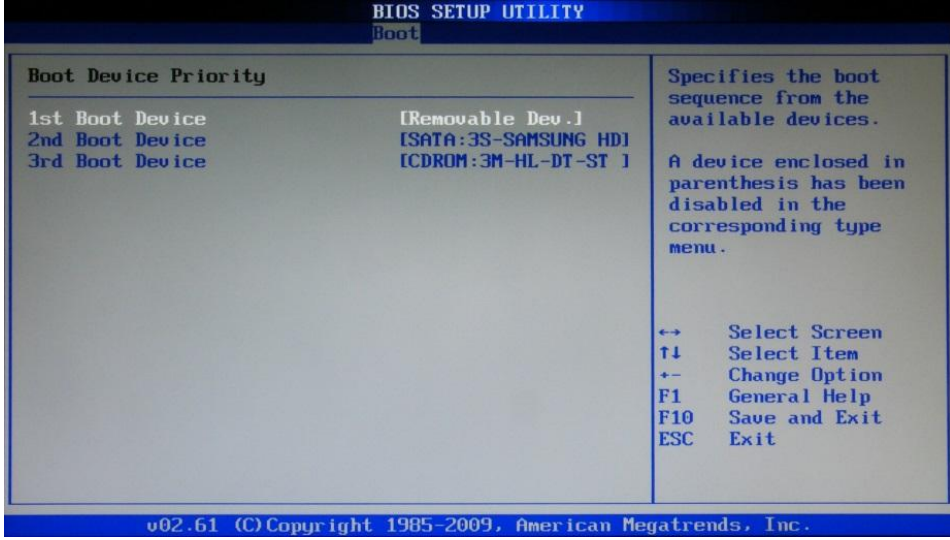 BIOS SETUP UTILITY
Boot
Boot Device Priority
1st Boot Device [Removable Dev.]
2nd Boot Device [SATA:3S-SAMSUNG HD]
3rd Boot Device [CDROM:3M-HL-DT-ST ]
Specifies the boot
sequence from the
available devices.
A device enclosed in
parenthesis has been
disabled in the
corresponding type
menu.
↔ Select Screen
↑↓ Select Item
+- Change Option
F1 General Help
F10 Save and Exit
ESC Exit
v02.61 (C)Copyright 1985-2009, American Megatrends, Inc.